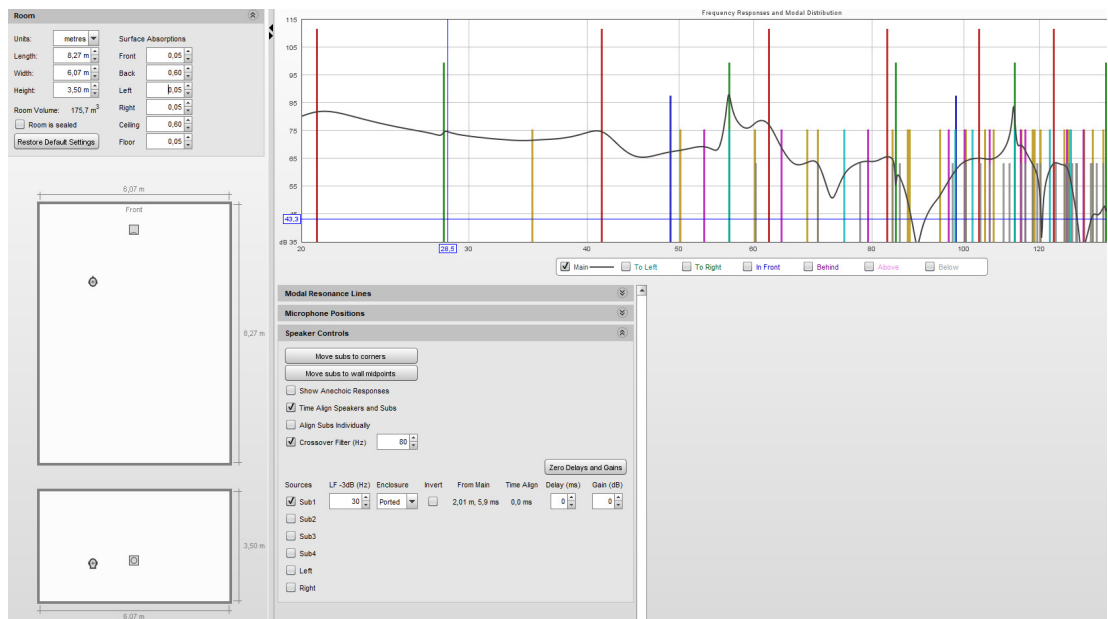 Room
Units: metres Surface Absorptions
Length: 8,27 m Front 0,05
Width: 6,07 m Back 0,60
Height: 3,50 m Left 0,05
Room Volume: 175,7 m³ Right 0,05
Room is sealed Ceiling 0,60
Restore Default Settings Floor 0,05
6,07 m
Front
8,27 m
3,50 m
6,07 m
Frequency Responses and Modal Distribution
115
105
95
85
75
65
55
45
43,3
dB 35
20 28,5 30 40 50 60 80 100 120
Main To Left To Right In Front Behind Above Below
Modal Resonance Lines
Microphone Positions
Speaker Controls
Move subs to corners
Move subs to wall midpoints
Show Anechoic Responses
Time Align Speakers and Subs
Align Subs Individually
Crossover Filter (Hz) 80
Zero Delays and Gains
Sources LF -3dB (Hz) Enclosure Invert From Main Time Align Delay (ms) Gain (dB)
Sub1 30 Ported 2,01 m, 5,9 ms 0,0 ms 0 0
Sub2
Sub3
Sub4
Left
Right